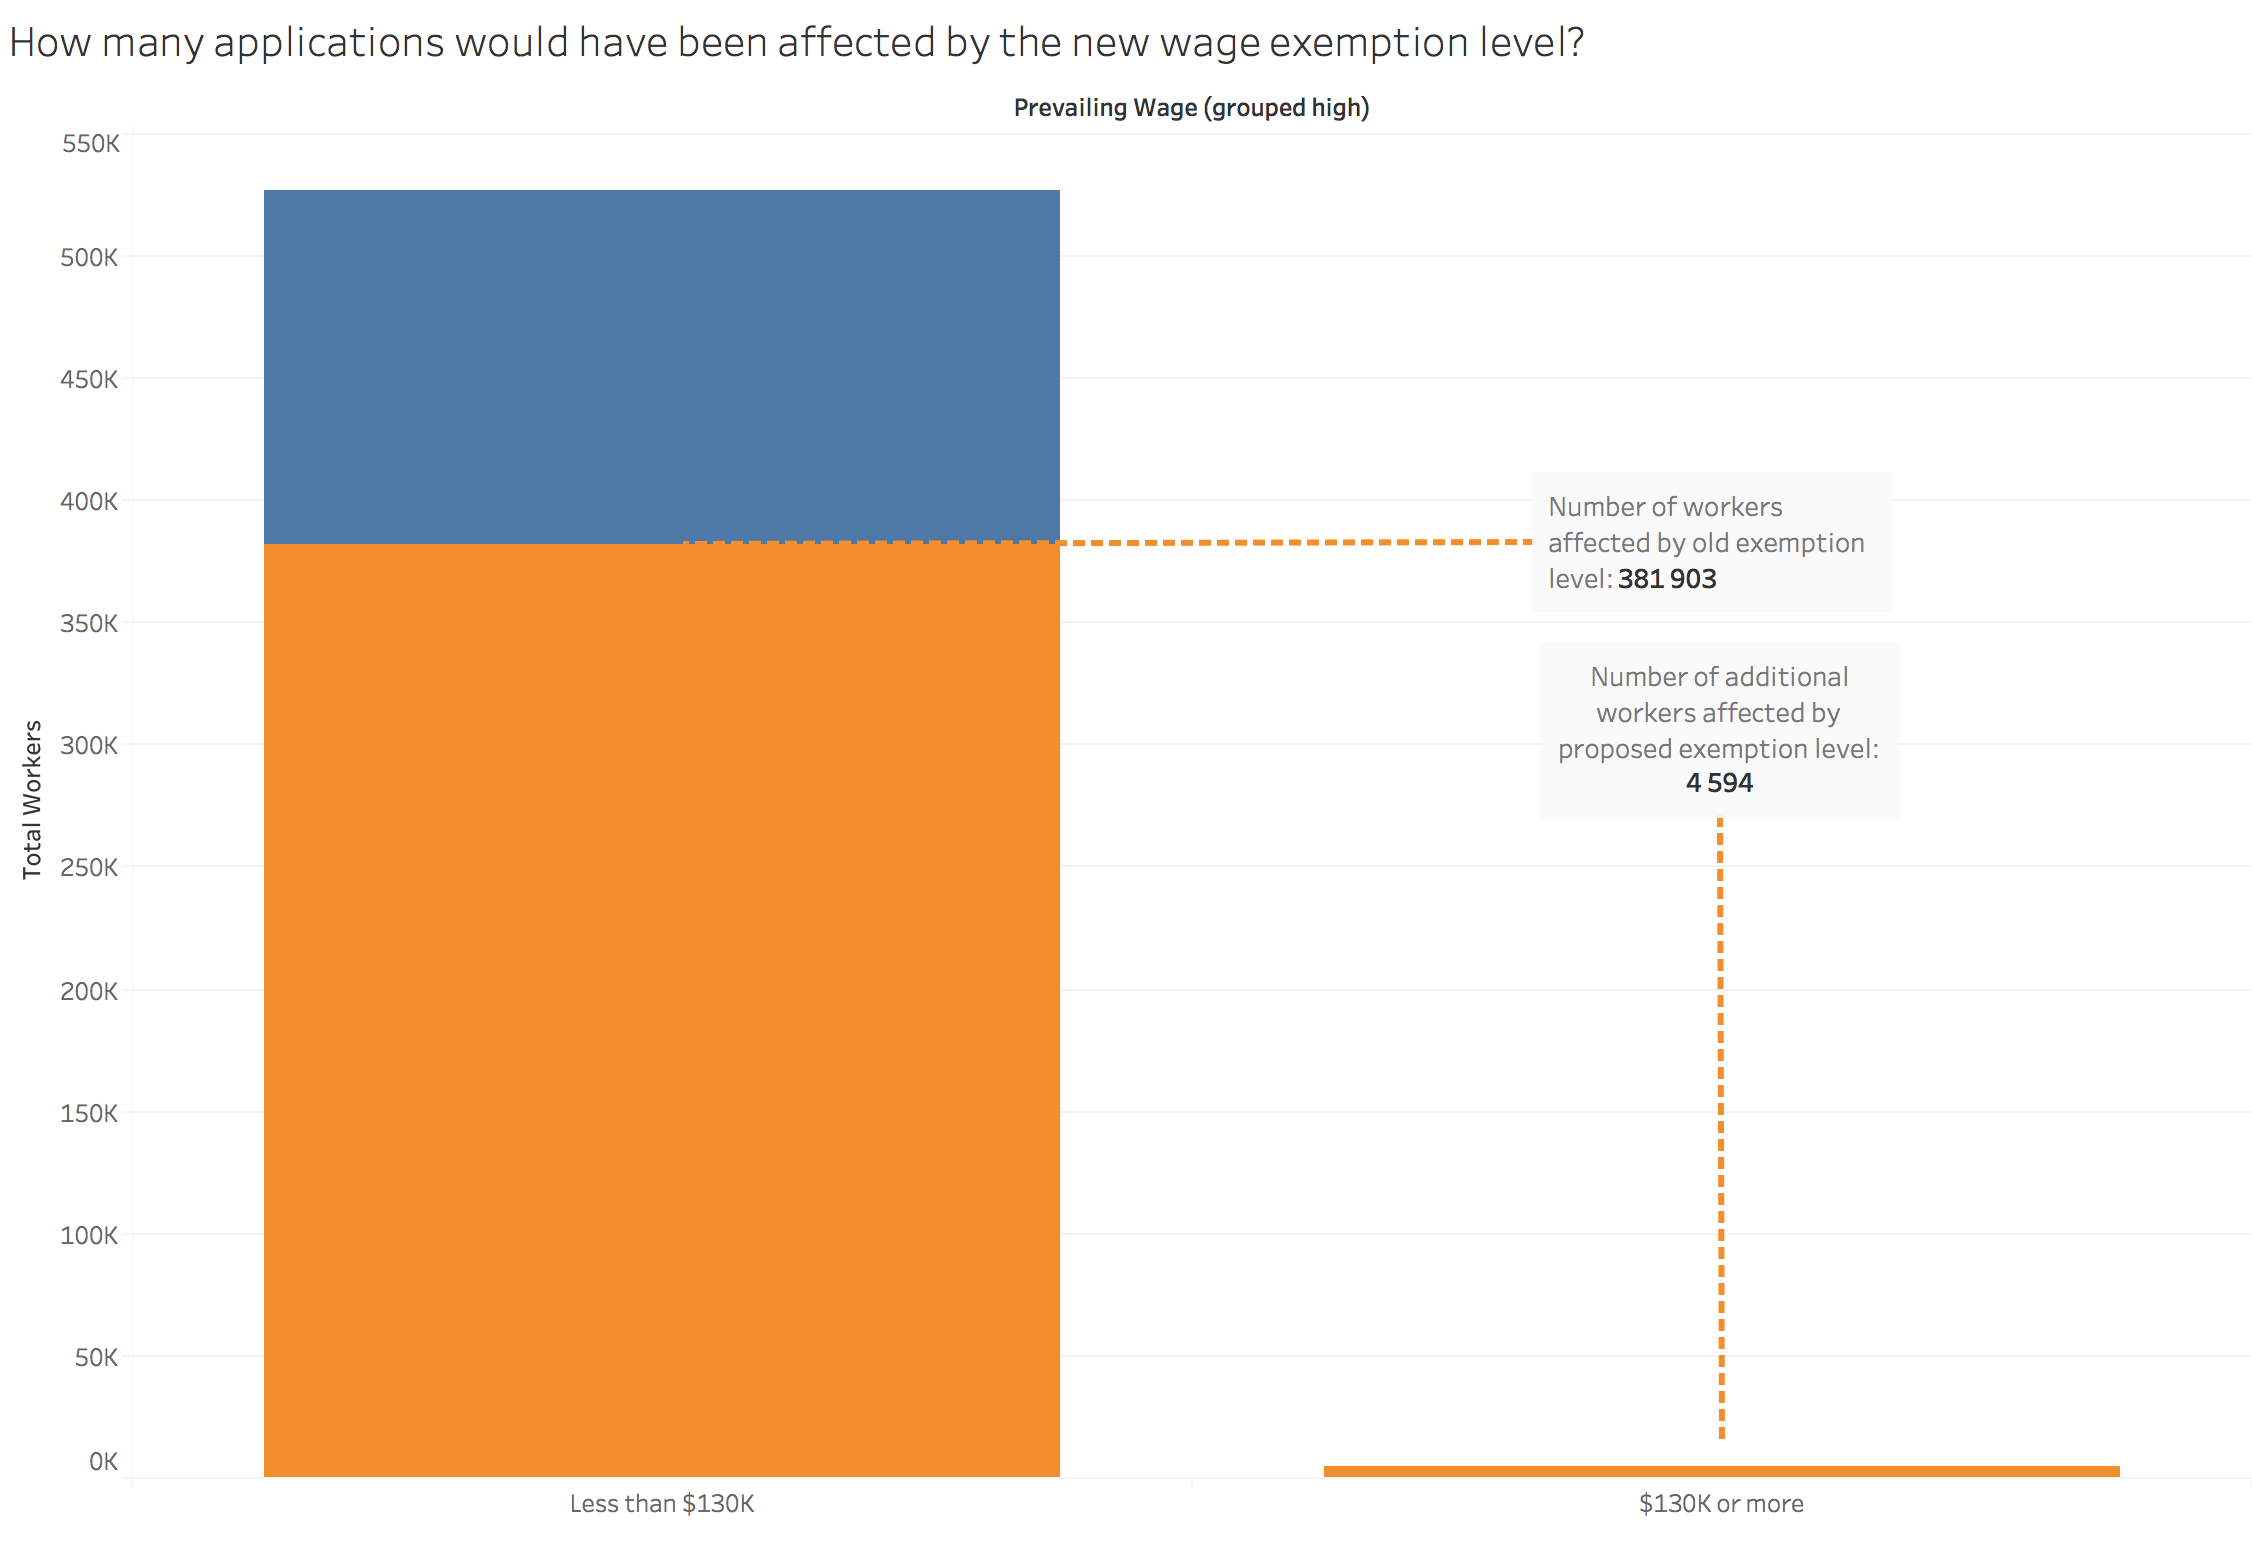 How many applications would have been affected by the new wage exemption level?
Prevailing Wage (grouped high)
550K
500K
450K
400K
350K
300K
250K
200K
150K
100K
50K
0K
Total Workers
Number of workers
affected by old exemption
level: 381 903
Number of additional
workers affected by
proposed exemption level:
4 594
Less than $130K
$130K or more